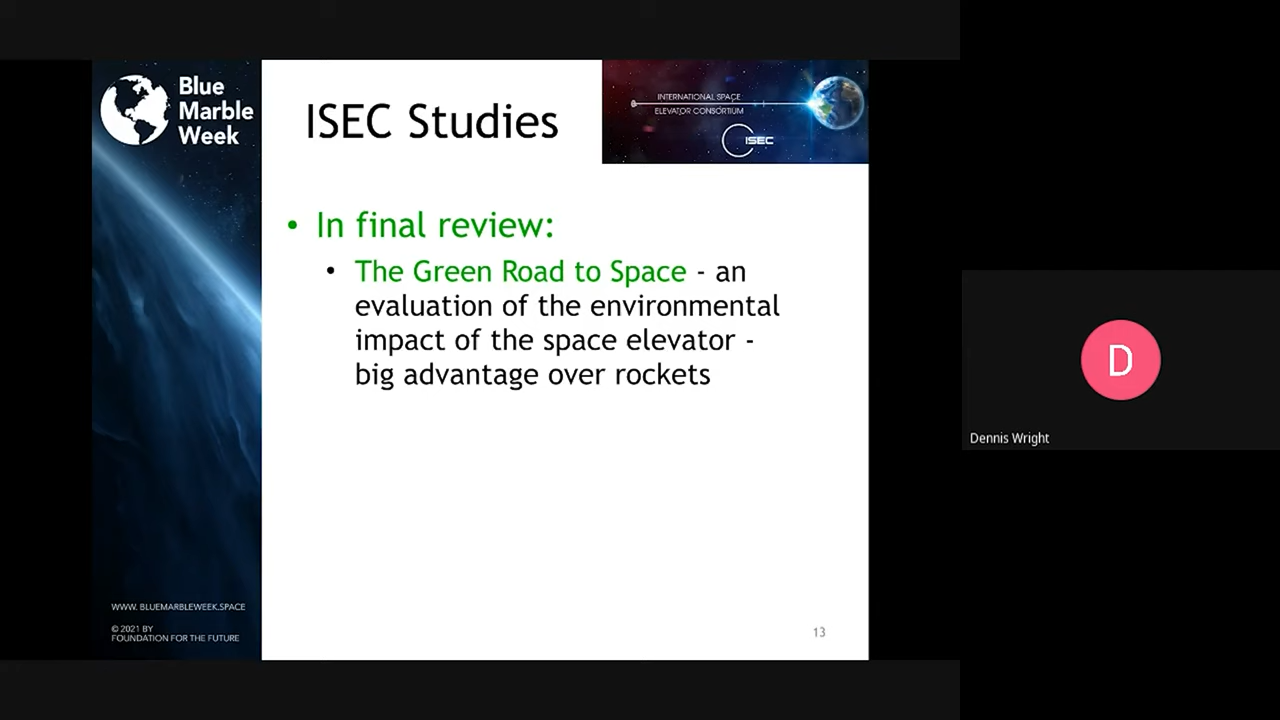 Blue
Marble
Week
ISEC Studies
INTERNATIONAL SPACE
ELEVATOR CONSORTIUM
ISEC
• In final review:
• The Green Road to Space - an
evaluation of the environmental
impact of the space elevator -
big advantage over rockets
WWW. BLUEMARBLEWEEK.SPACE
© 2021 BY
FOUNDATION FOR THE FUTURE
13
D
Dennis Wright